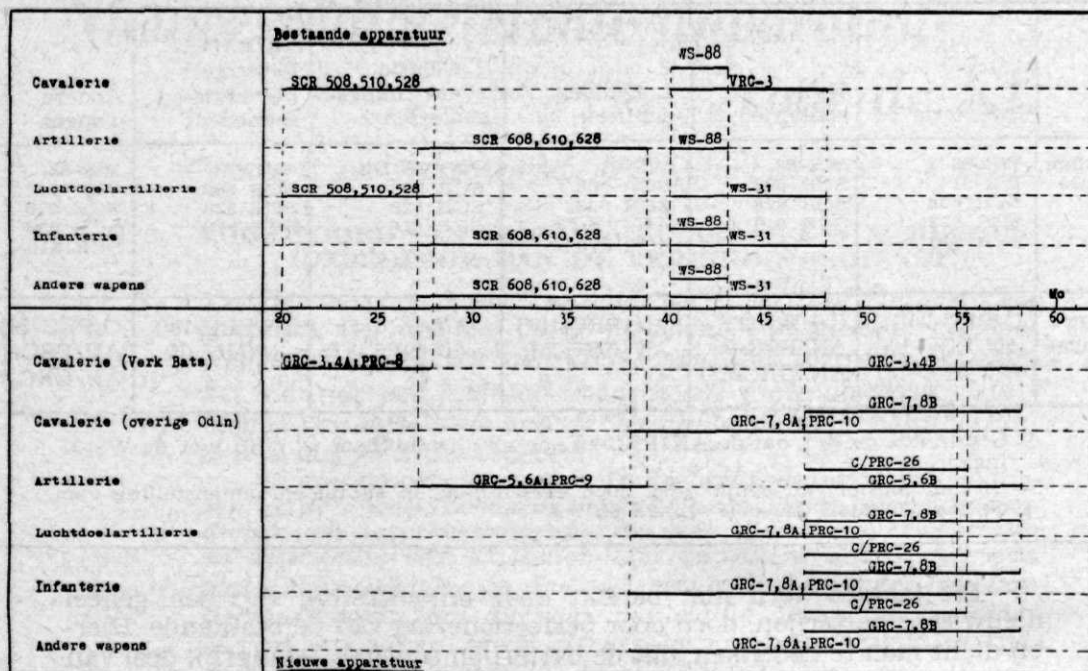 Bestaande apparatuur
WS-88
Cavalerie SCR 508,510,528 VRC-3
Artillerie SCR 608,610,628 WS-88
Luchtdoelartillerie SCR 508,510,528 WS-31
WS-88
Infanterie SCR 608,610,628 WS-31
WS-88
Andere wapens SCR 608,610,628 WS-31
Mc
20 25 30 35 40 45 50 55 60
Cavalerie (Verk Bats) GRC-3,4A;PRC-8 GRC-3,4B
GRC-7,8B
Cavalerie (overige Odln) GRC-7,8A;PRC-10
C/PRC-26
Artillerie GRC-5,6A;PRC-9 GRC-5,6B
GRC-7,8B
Luchtdoelartillerie GRC-7,8A;PRC-10
C/PRC-26
GRC-7,8B
Infanterie GRC-7,8A;PRC-10
C/PRC-26
GRC-7,8B
Andere wapens GRC-7,8A;PRC-10
Nieuwe apparatuur